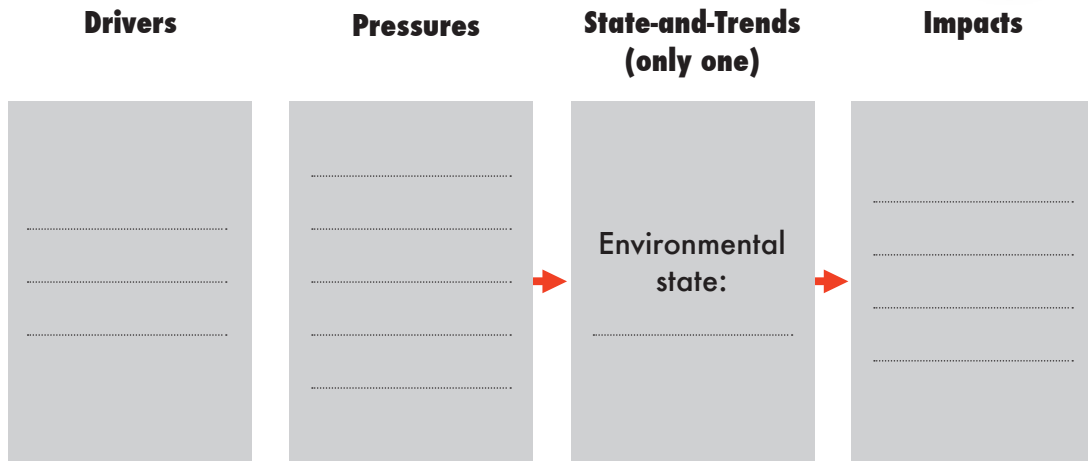 Drivers
Pressures
State-and-Trends
(only one)
Impacts
Environmental
state: